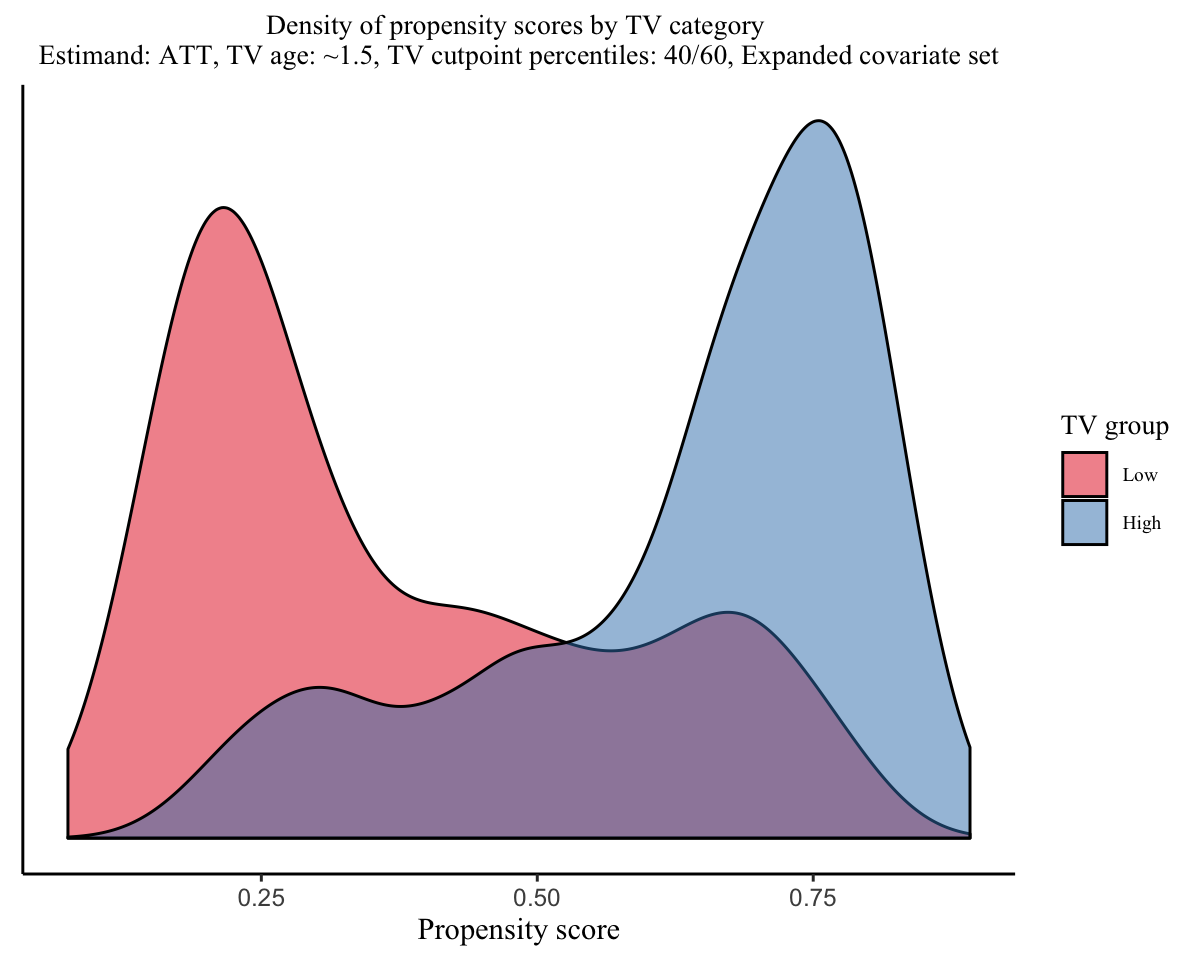 Density of propensity scores by TV category
Estimand: ATT, TV age: ~1.5, TV cutpoint percentiles: 40/60, Expanded covariate set
TV group
Low
High
0.25 0.50 0.75
Propensity score